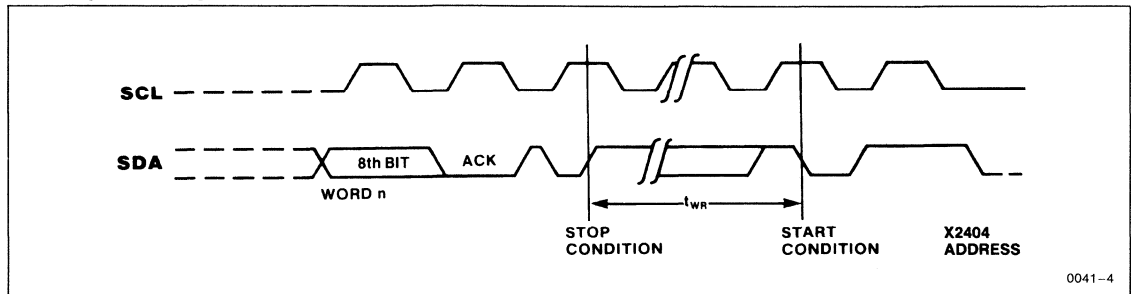 SCL
SDA
8th BIT
ACK
WORD n
tWR
STOP
CONDITION
START
CONDITION
X2404
ADDRESS
0041-4